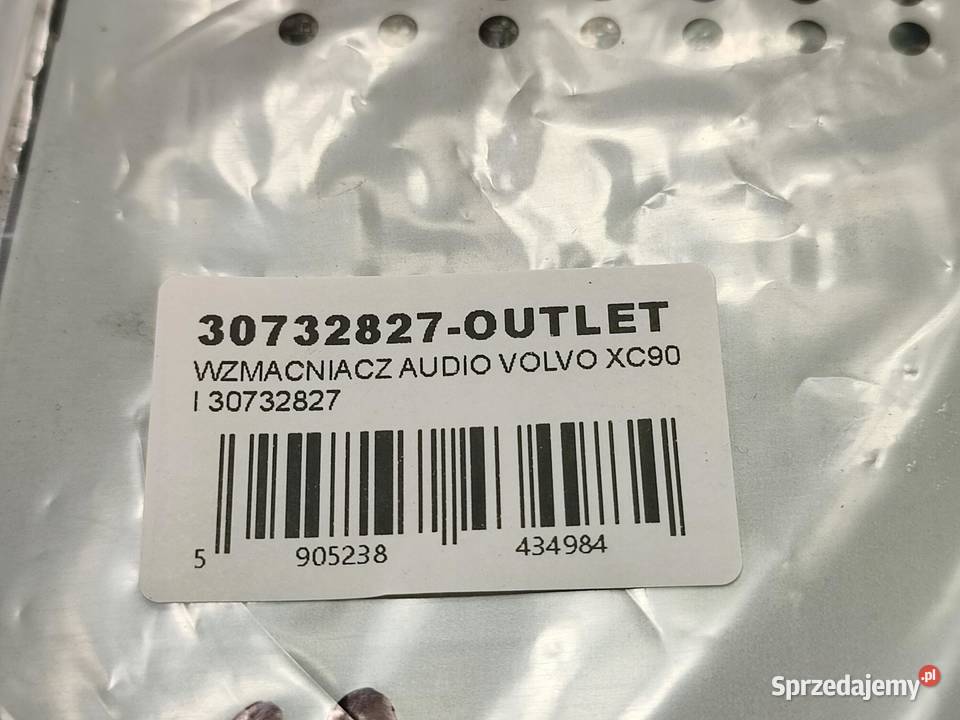 30732827-OUTLET
WZMACNIACZ AUDIO VOLVO XC90
I 30732827
5 905238 434984
Sprzedajemy.pl